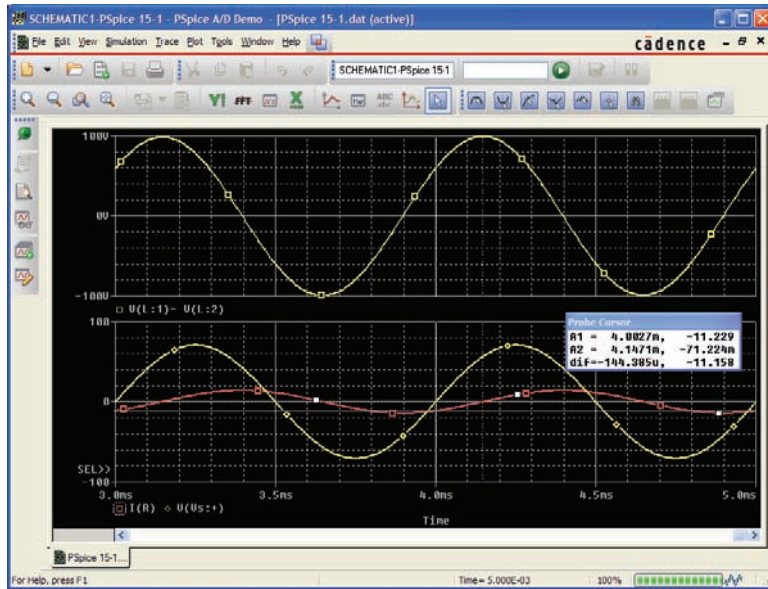 SCHEMATIC1-PSpice 15-1 - PSpice A/D Demo - [PSpice 15-1.dat (active)]
File Edit View Simulation Trace Plot Tools Window Help
cādence
SCHEMATIC1-PSpice 15-1
100V
0V
-100V
V(L:1)- V(L:2)
100
0
SEL>>
-100
Probe Cursor
A1 = 4.0027m, -11.229
A2 = 4.1471m, -71.224m
dif=-144.385u, -11.158
3.0ms 3.5ms 4.0ms 4.5ms 5.0ms
I(R) V(Vs:+)
Time
PSpice 15-1....
For Help, press F1 Time= 5.000E-03 100%